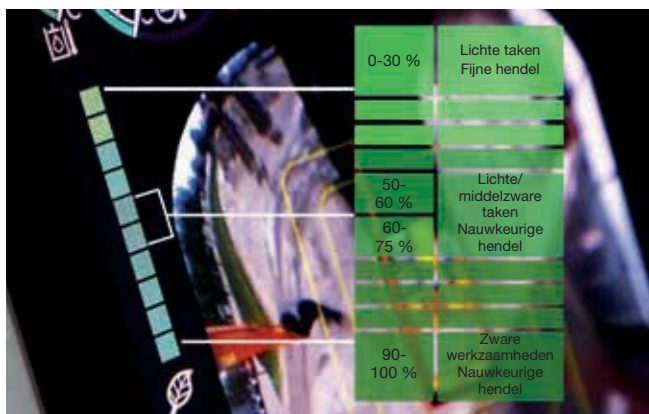 0-30 %
Lichte taken
Fijne hendel
50-
60 %
60-
75 %
Lichte/
middelzware
taken
Nauwkeurige
hendel
90-
100 %
Zware
werkzaamheden
Nauwkeurige
hendel